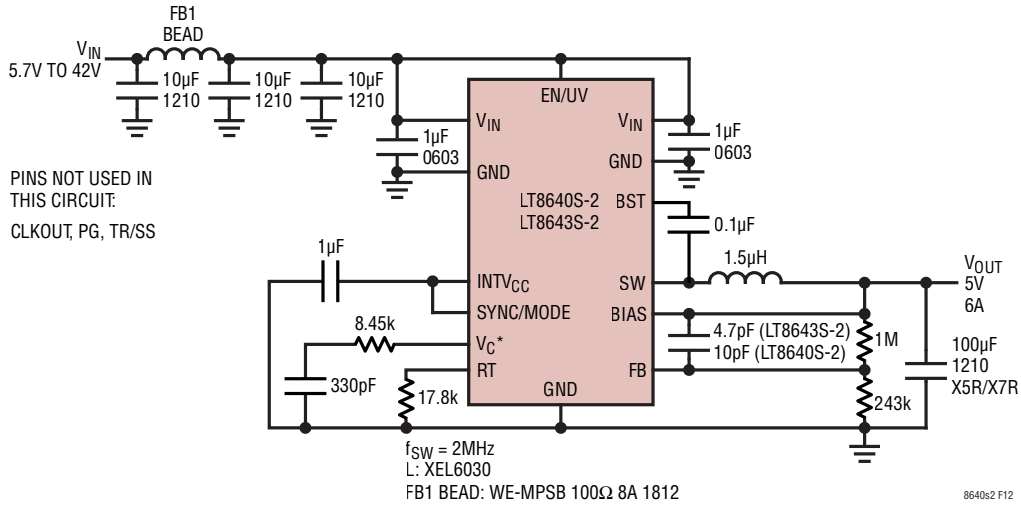 FB1
BEAD
VIN
5.7V TO 42V
10µF
1210
10µF
1210
10µF
1210
EN/UV
VIN
VIN
1µF
0603
1µF
0603
GND
GND
PINS NOT USED IN
THIS CIRCUIT:
CLKOUT, PG, TR/SS
LT8640S-2
LT8643S-2
BST
0.1µF
1µF
1.5µH
INTVCC
SW
VOUT
5V
6A
SYNC/MODE
BIAS
8.45k
VC*
4.7pF (LT8643S-2)
10pF (LT8640S-2)
1M
100µF
1210
X5R/X7R
RT
FB
330pF
17.8k
GND
243k
fSW = 2MHz
L: XEL6030
FB1 BEAD: WE-MPSB 100Ω 8A 1812
8640s2 F12